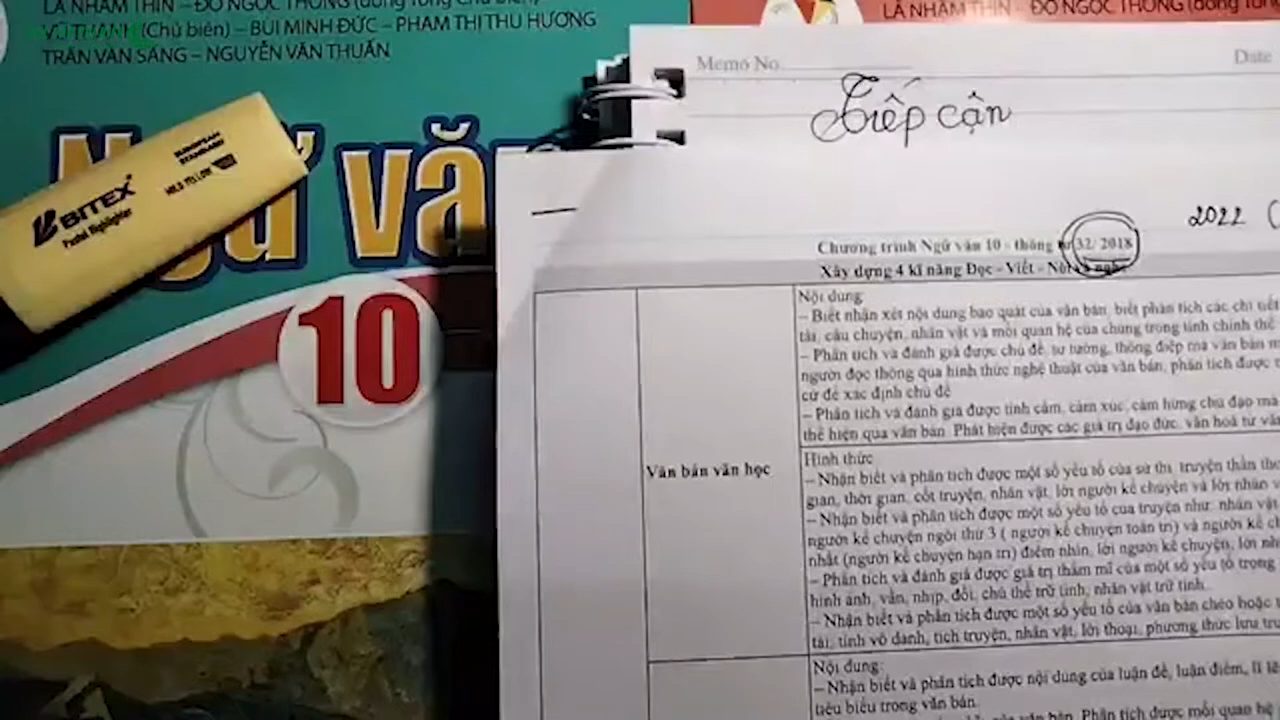 LÃ NHÂM THÌN – ĐỖ NGỌC THỐNG (đồng Tổng Chủ biên)
VŨ THANH (Chủ biên) – BÙI MINH ĐỨC – PHẠM THỊ THU HƯƠNG
TRẦN VĂN SÁNG – NGUYỄN VĂN THUẤN
Ngữ văn
10
BITEX
Pastel Highlighter
EUROPEAN
STANDARD
MILD YELLOW
LÃ NHÂM THÌN – ĐỖ NGỌC THỐNG (đồng Tổng
Memo No.
Date
Tiếp cận
2022
Chương trình Ngữ văn 10 - thông tư 32/ 2018
Xây dựng 4 kĩ năng Đọc - Viết - Nói và nghe
Văn bản văn học
Nội dung
– Biết nhận xét nội dung bao quát của văn bản, biết phân tích các chi tiết
tài, câu chuyện, nhân vật và mối quan hệ của chúng trong tính chỉnh thể
– Phân tích và đánh giá được chủ đề, tư tưởng, thông điệp mà văn bản
người đọc thông qua hình thức nghệ thuật của văn bản, phân tích được
cứ để xác định chủ đề
– Phân tích và đánh giá được tình cảm, cảm xúc, cảm hứng chủ đạo mà
thể hiện qua văn bản. Phát hiện được các giá trị đạo đức, văn hoá từ văn
Hình thức
– Nhận biết và phân tích được một số yếu tố của sử thi, truyện thần tho
gian, thời gian, cốt truyện, nhân vật, lời người kể chuyện và lời nhân
– Nhận biết và phân tích được một số yếu tố của truyện như: nhân vật
người kể chuyện ngôi thứ 3 ( người kể chuyện toàn tri) và người kể
nhất (người kể chuyện hạn tri) điểm nhìn, lời người kể chuyện, lời
– Phân tích và đánh giá được giá trị thẩm mĩ của một số yếu tố trong
hình ảnh, vần, nhịp, đối, chủ thể trữ tình, nhân vật trữ tình.
– Nhận biết và phân tích được một số yếu tố của văn bản chèo hoặc
tài, tính vô danh, tích truyện, nhân vật, lời thoại, phương thức lưu
Nội dung:
– Nhận biết và phân tích được nội dung của luận đề, luận điểm, lí lẽ
tiêu biểu trong văn bản.
văn bản. Phân tích được mối quan hệ